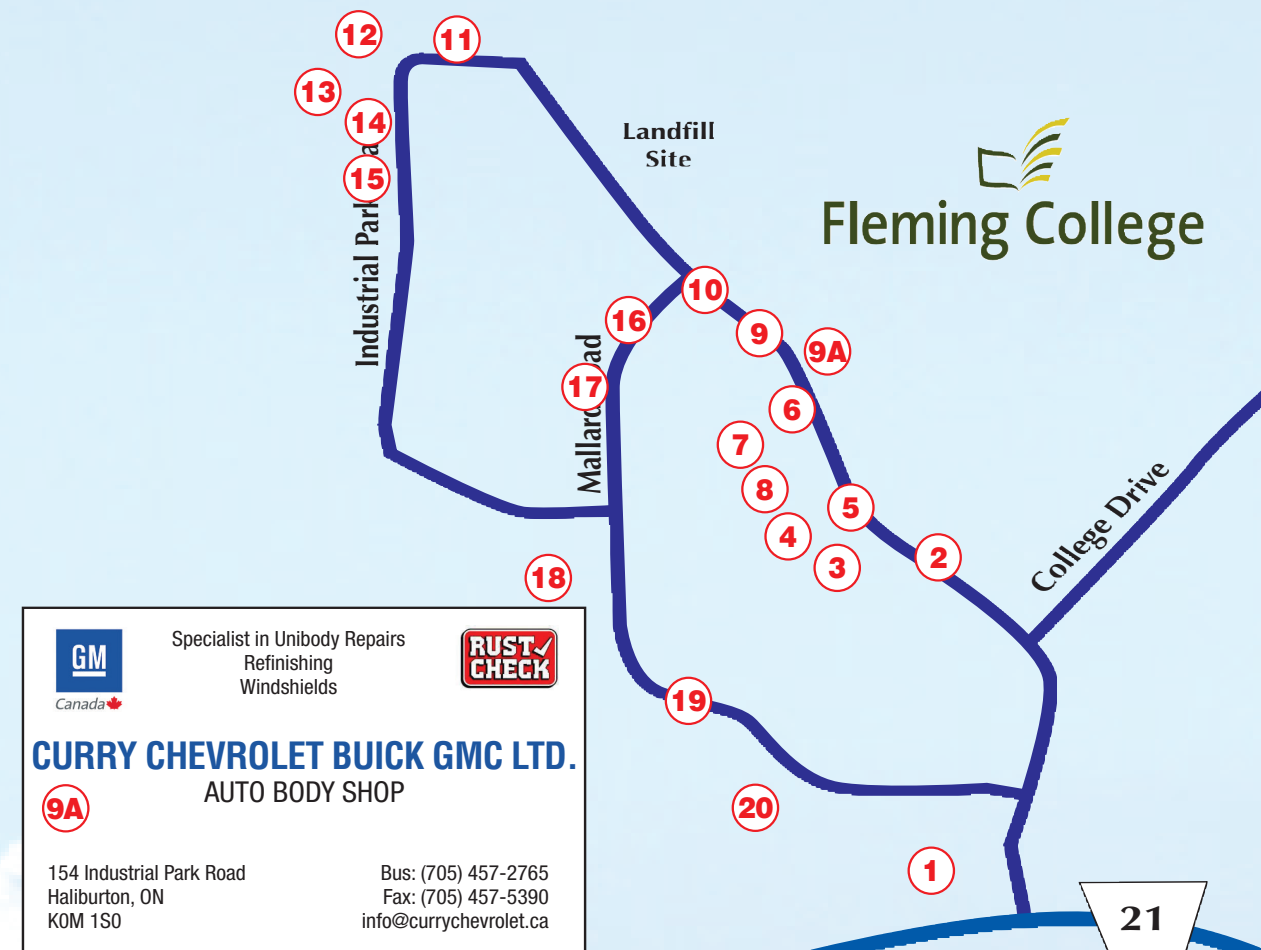 12
11
13
14
15
Industrial Park
Landfill
Site
Fleming College
10
16
9
9A
17
Mallard Road
6
7
8
5
4
3
2
College Drive
18
19
20
1
21
GM
Canada
Specialist in Unibody Repairs
Refinishing
Windshields
RUST
CHECK
CURRY CHEVROLET BUICK GMC LTD.
AUTO BODY SHOP
9A
154 Industrial Park Road
Haliburton, ON
K0M 1S0
Bus: (705) 457-2765
Fax: (705) 457-5390
info@currychevrolet.ca